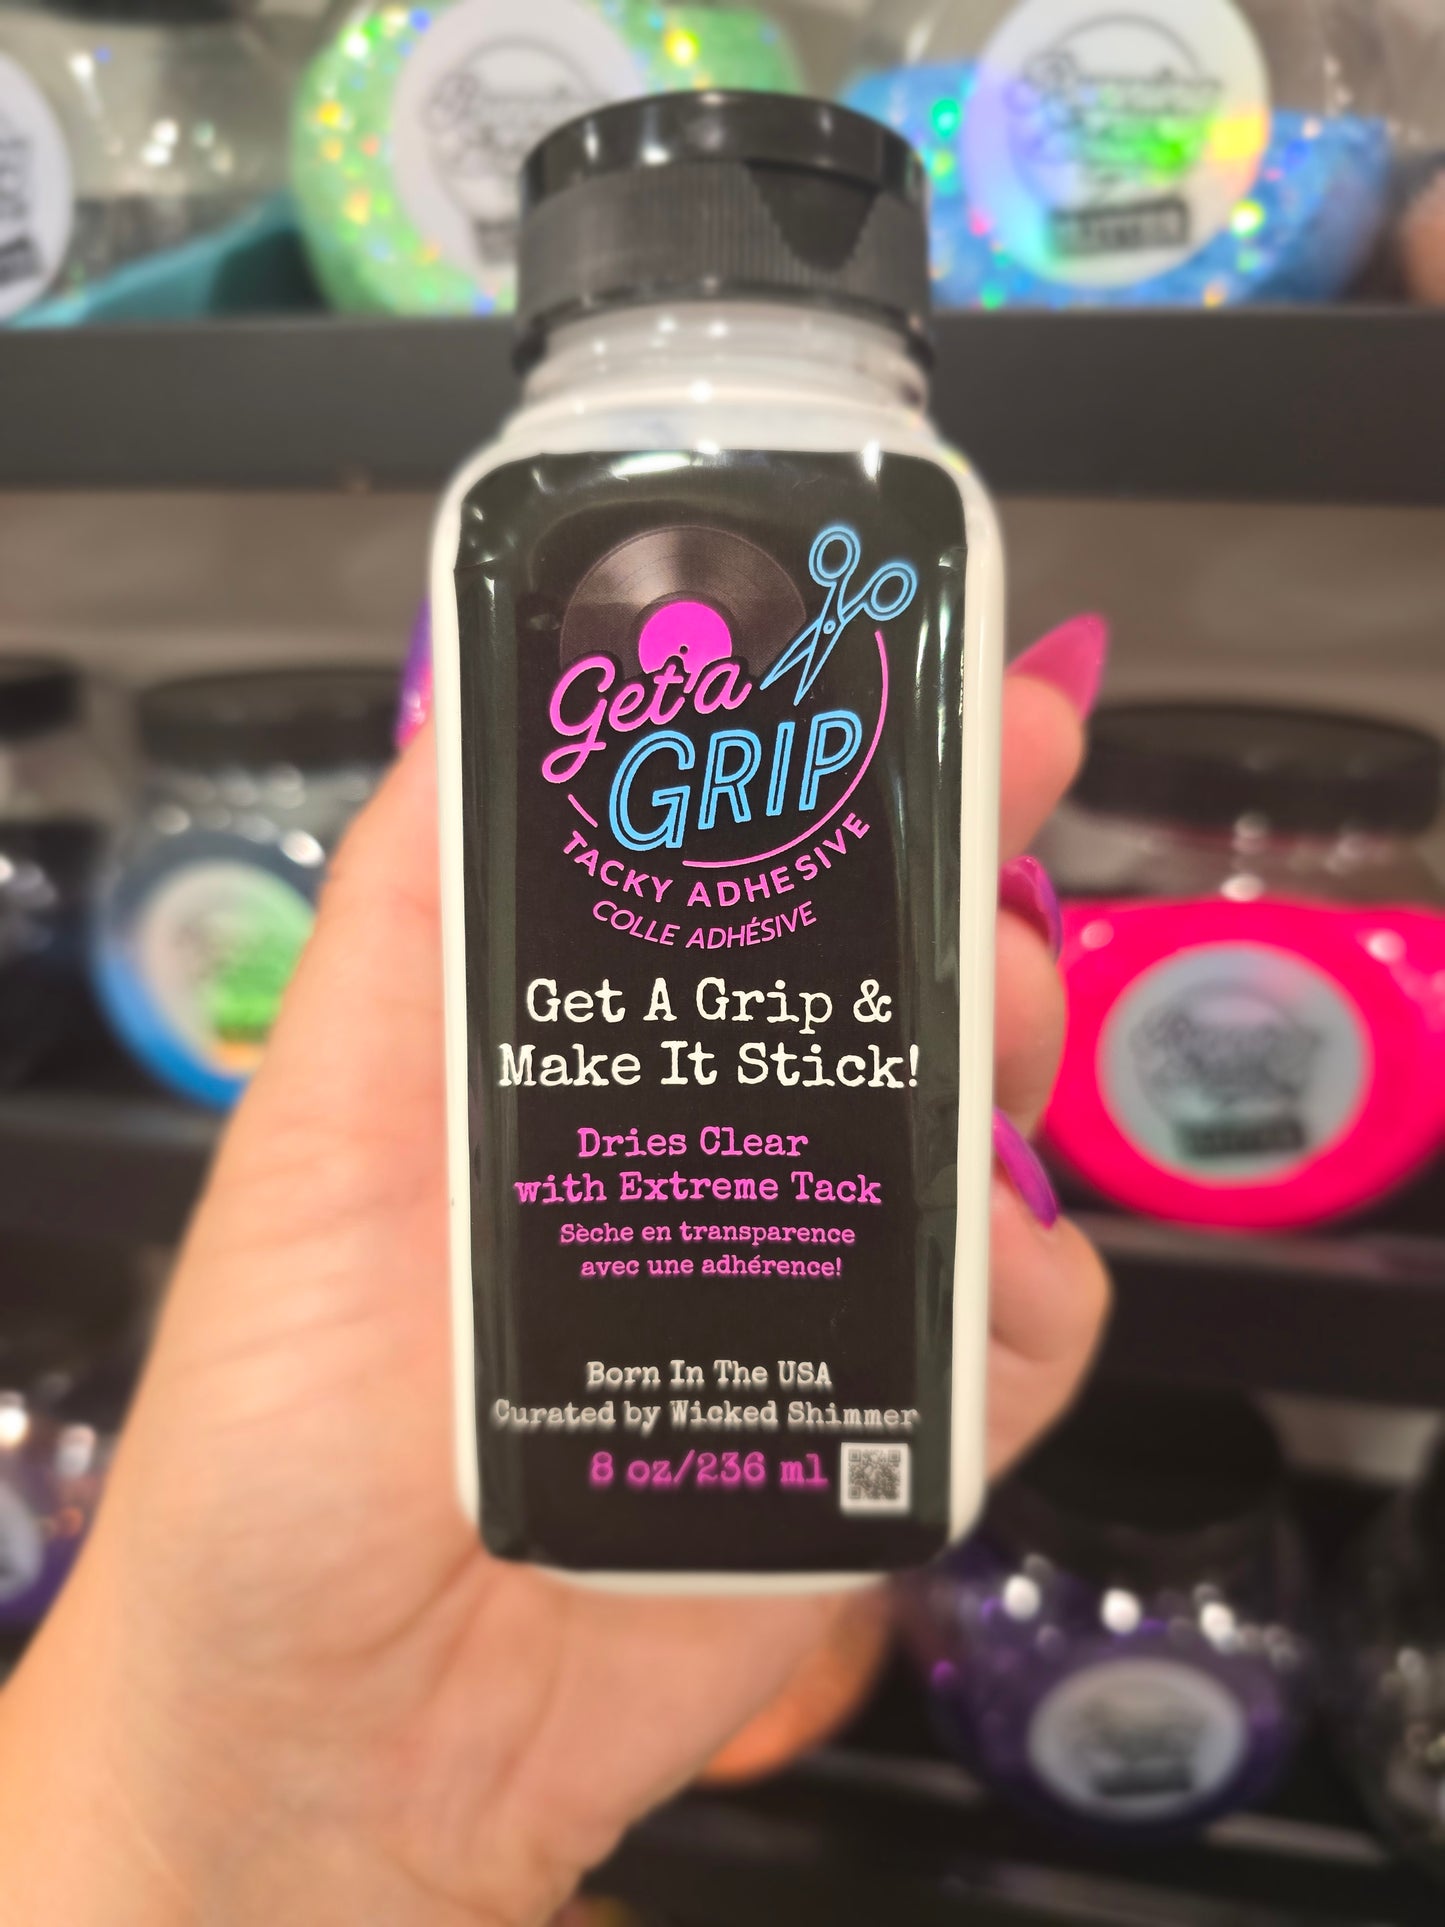 Get a
GRIP
TACKY ADHESIVE
COLLE ADHÉSIVE
Get A Grip &
Make It Stick!
Dries Clear
with Extreme Tack
Sèche en transparence
avec une adhérence!
Born In The USA
Curated by Wicked Shimmer
8 oz/236 ml